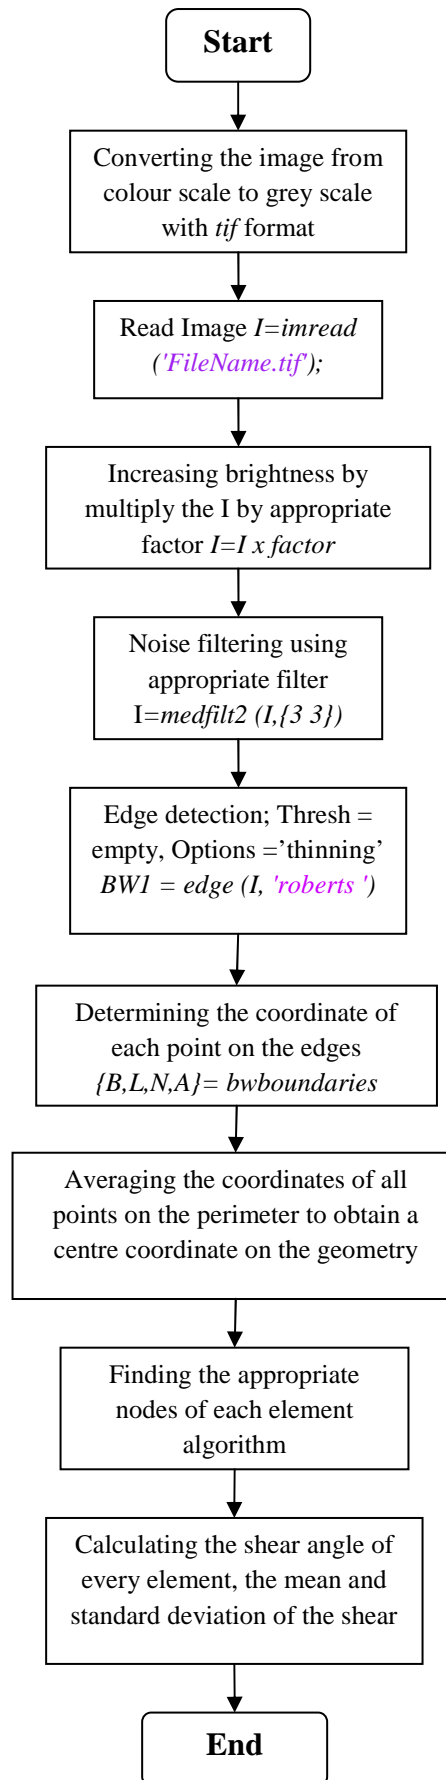 Start
Converting the image from
colour scale to grey scale
with tif format
Read Image I=imread
('FileName.tif');
Increasing brightness by
multiply the I by appropriate
factor I=I x factor
Noise filtering using
appropriate filter
I=medfilt2 (I,{3 3})
Edge detection; Thresh =
empty, Options =’thinning’
BW1 = edge (I, 'roberts ')
Determining the coordinate of
each point on the edges
{B,L,N,A}= bwboundaries
Averaging the coordinates of all
points on the perimeter to obtain a
centre coordinate on the geometry
Finding the appropriate
nodes of each element
algorithm
Calculating the shear angle of
every element, the mean and
standard deviation of the shear
End